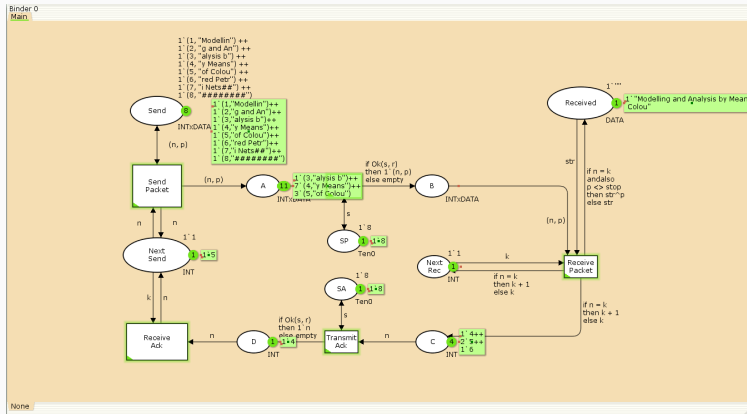 Binder 0
Main
1`(1, "Modellin") ++
1`(2, "g and An") ++
1`(3, "alysis b") ++
1`(4, "y Means") ++
1`(5, "of Colou") ++
1`(6, "red Petr") ++
1`(7, "i Nets##") ++
1`(8, "########")
Send
8
INTxDATA
1`(1,"Modellin")++
1`(2,"g and An")++
1`(3,"alysis b")++
1`(4,"y Means")++
1`(5,"of Colou")++
1`(6,"red Petr")++
1`(7,"i Nets##")++
1`(8,"########")
1`""
Received
1
1`"Modelling and Analysis by Mean
Colou"
DATA
(n, p)
Send
Packet
(n, p)
A
11
1`(3,"alysis b")++
7`(4,"y Means")++
3`(5,"of Colou")
if Ok(s, r)
then 1`(n, p)
else empty
B
INTxDATA
str
if n = k
andalso
p <> stop
then str^p
else str
n
n
s
(n, p)
1`1
Next
Send
1
1`5
INT
1`8
SP
1
1`8
Ten0
1`1
Next
Rec
1
INT
k
if n = k
then k + 1
else k
Receive
Packet
1`8
SA
1
1`8
Ten0
k
n
s
if n = k
then k + 1
else k
Receive
Ack
n
D
1
1`4
INT
if Ok(s, r)
then 1`n
else empty
Transmit
Ack
n
C
4
INT
1`4++
2`5++
1`6
None